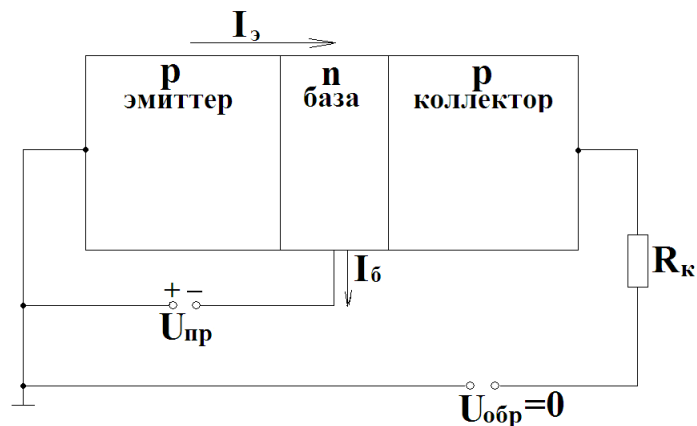 Iэ
p
эмиттер
n
база
p
коллектор
Iб
+ –
Uпр
Rк
Uобр=0